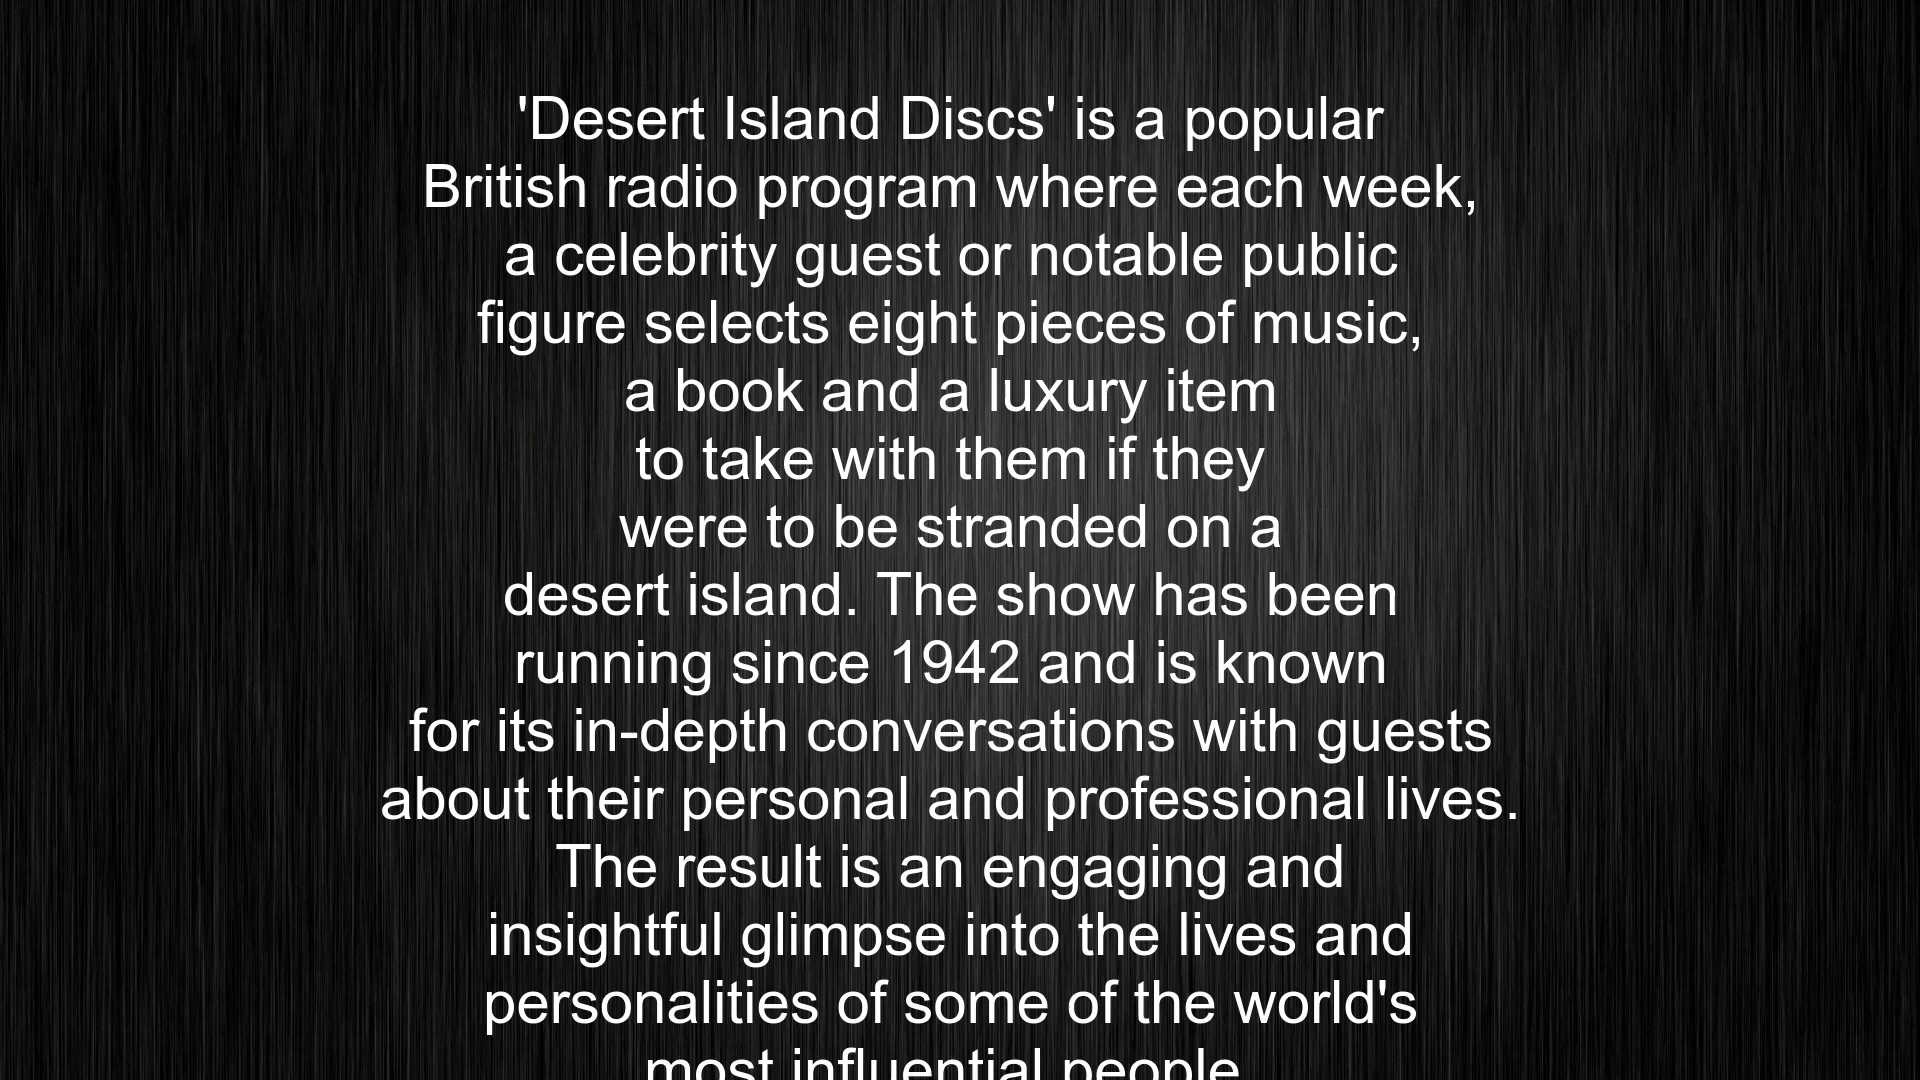 'Desert Island Discs' is a popular
British radio program where each week,
a celebrity guest or notable public
figure selects eight pieces of music,
a book and a luxury item
to take with them if they
were to be stranded on a
desert island. The show has been
running since 1942 and is known
for its in-depth conversations with guests
about their personal and professional lives.
The result is an engaging and
insightful glimpse into the lives and
personalities of some of the world's
most influential people